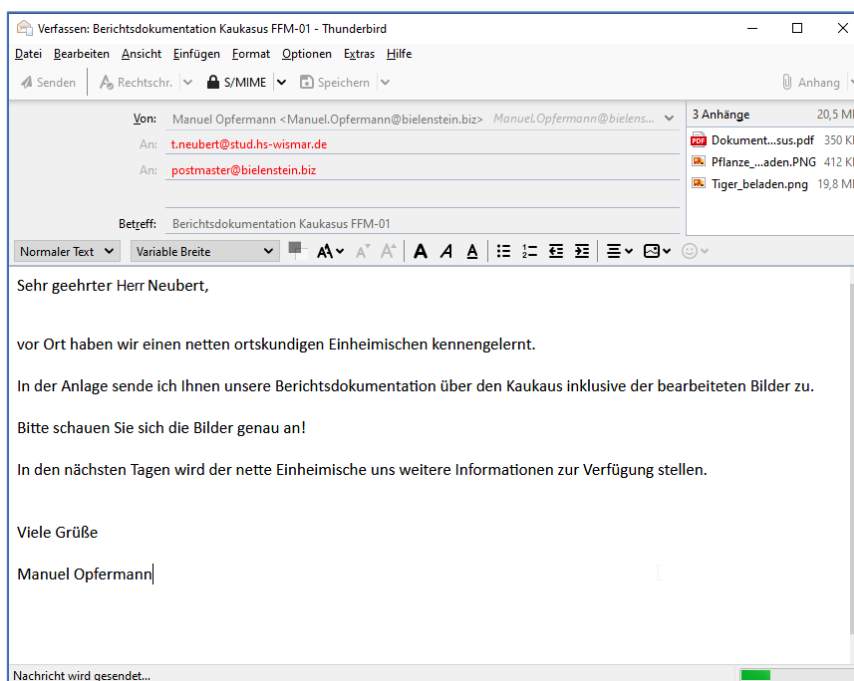 Verfassen: Berichtsdokumentation Kaukasus FFM-01 - Thunderbird
Datei Bearbeiten Ansicht Einfügen Format Optionen Extras Hilfe
Senden Rechtschr. S/MIME Speichern Anhang
Von: Manuel Opfermann <Manuel.Opfermann@bielenstein.biz> Manuel.Opfermann@bielens...
3 Anhänge 20,5 MB
An: t.neubert@stud.hs-wismar.de
Dokument...sus.pdf 350 KB
An: postmaster@bielenstein.biz
Pflanze_...aden.PNG 412 KB
Tiger_beladen.png 19,8 MB
Betreff: Berichtsdokumentation Kaukasus FFM-01
Normaler Text Variable Breite
Sehr geehrter Herr Neubert,
vor Ort haben wir einen netten ortskundigen Einheimischen kennengelernt.
In der Anlage sende ich Ihnen unsere Berichtsdokumentation über den Kaukaus inklusive der bearbeiteten Bilder zu.
Bitte schauen Sie sich die Bilder genau an!
In den nächsten Tagen wird der nette Einheimische uns weitere Informationen zur Verfügung stellen.
Viele Grüße
Manuel Opfermann
Nachricht wird gesendet...